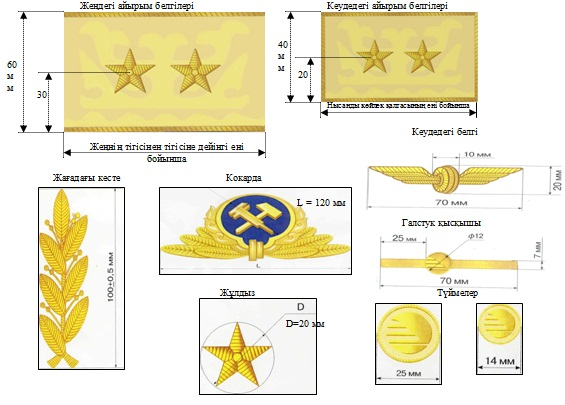 Жеңдегі айырым белгілері
Кеудедегі айырым белгілері
60 мм
30
40 мм
20
Нысанды көйлек қалтасының ені бойынша
Жеңнің тігісінен тігісіне дейінгі ені
бойынша
Кеудедегі белгі
10 мм
20 мм
70 мм
Жағадағы кесте
Кокарда
100±0,5 мм
L = 120 мм
L
Галстук қысқышы
25 мм
ф12
7 мм
70 мм
Жұлдыз
D
D=20 мм
Түймелер
25 мм
14 мм